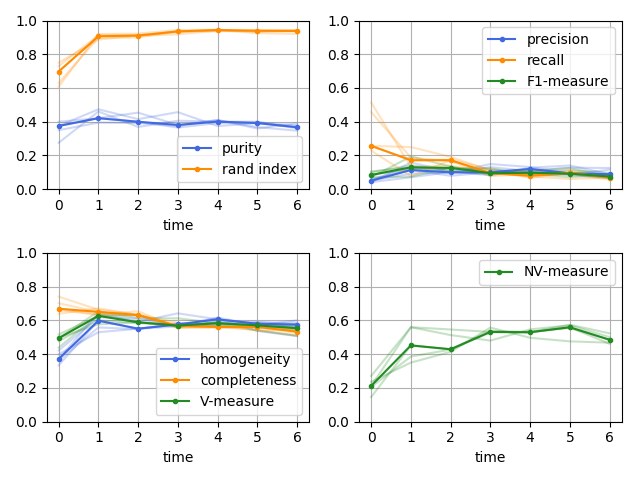 1.0
0.8
0.6
0.4
0.2
0.0
purity
rand index
0 1 2 3 4 5 6
time
1.0
0.8
0.6
0.4
0.2
0.0
precision
recall
F1-measure
0 1 2 3 4 5 6
time
1.0
0.8
0.6
0.4
0.2
0.0
homogeneity
completeness
V-measure
0 1 2 3 4 5 6
time
1.0
0.8
0.6
0.4
0.2
0.0
NV-measure
0 1 2 3 4 5 6
time